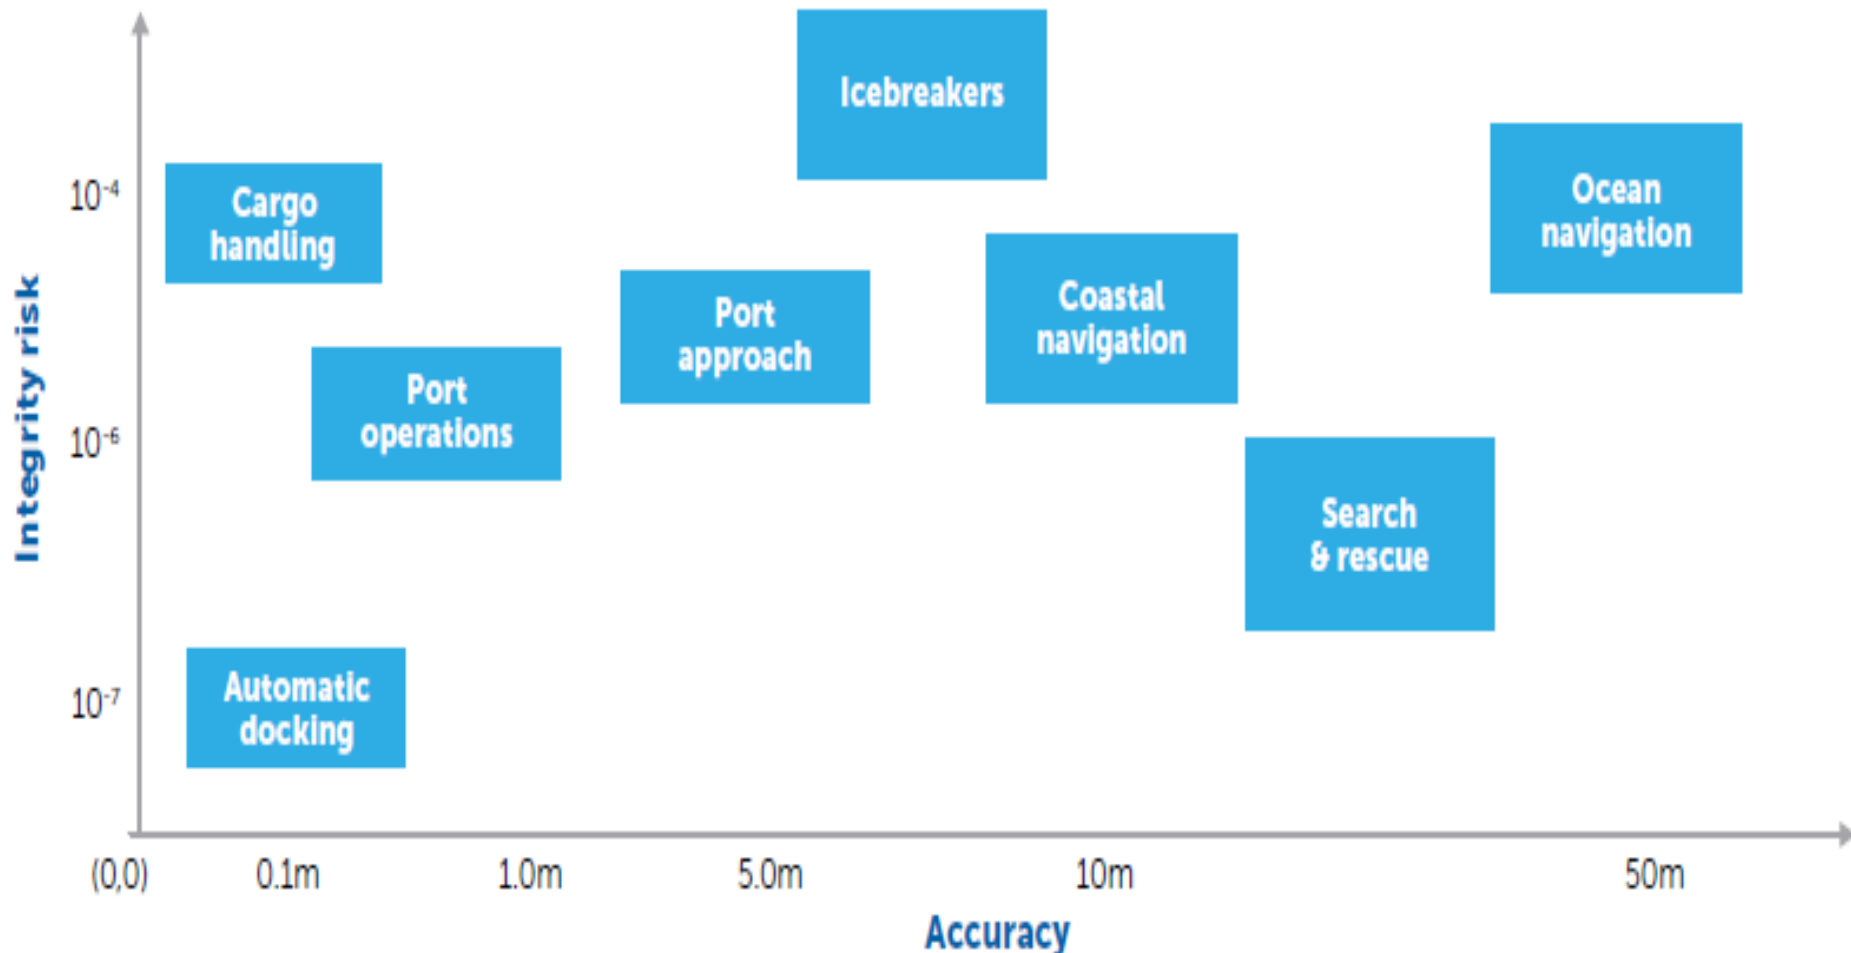 Icebreakers
10⁻⁴
Cargo
handling
Ocean
navigation
Port
approach
Coastal
navigation
Integrity risk
10⁻⁶
Port
operations
Search
& rescue
10⁻⁷
Automatic
docking
(0,0)
0.1m
1.0m
5.0m
10m
50m
Accuracy